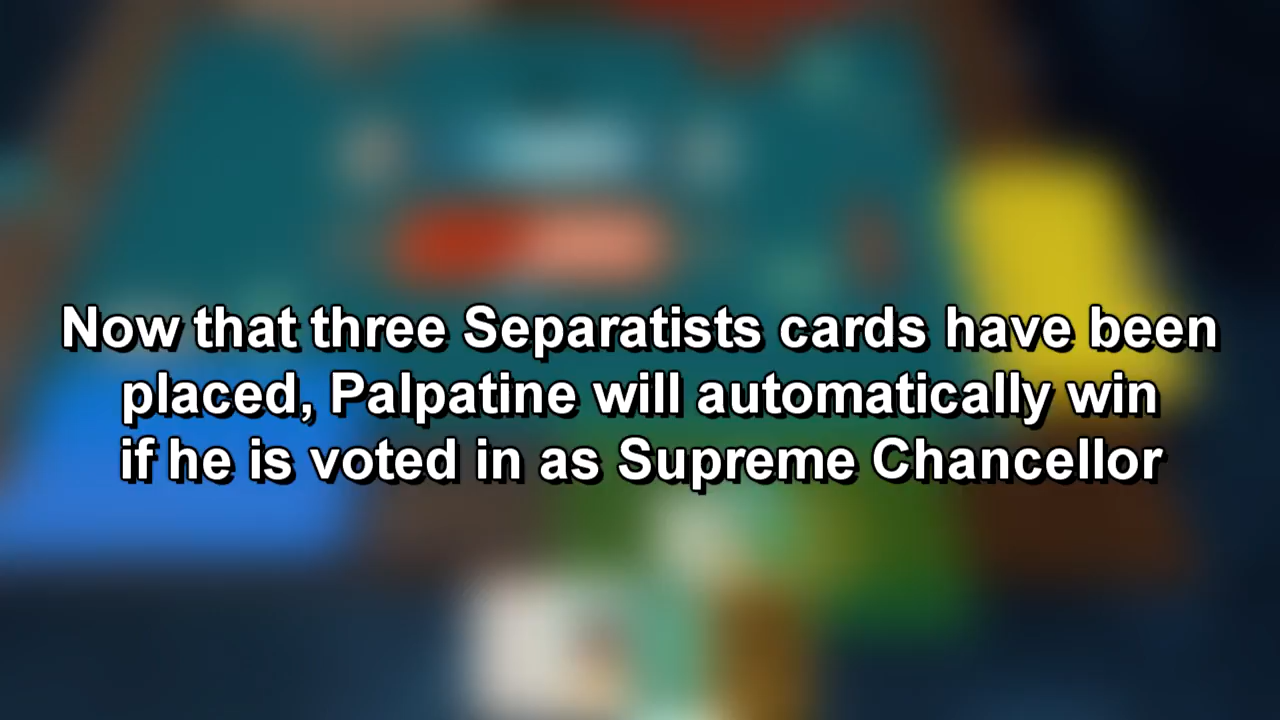 Now that three Separatists cards have been
placed, Palpatine will automatically win
if he is voted in as Supreme Chancellor